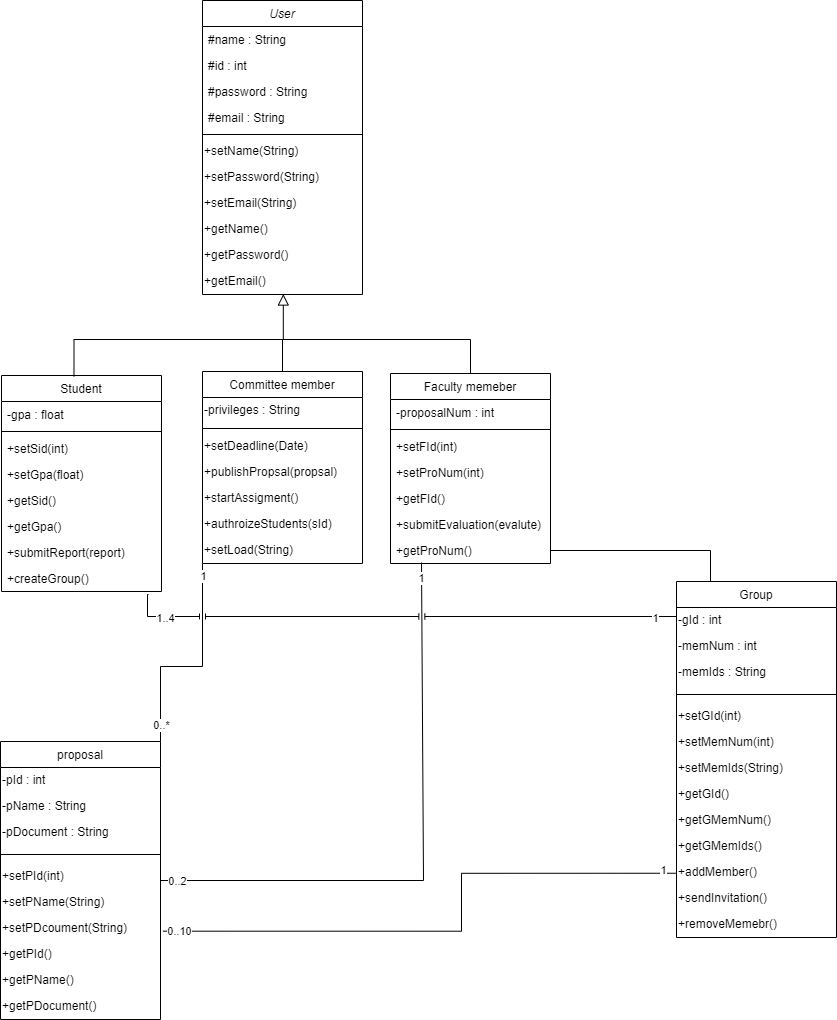 User
#name : String
#id : int
#password : String
#email : String
+setName(String)
+setPassword(String)
+setEmail(String)
+getName()
+getPassword()
+getEmail()
Student
-gpa : float
+setSid(int)
+setGpa(float)
+getSid()
+getGpa()
+submitReport(report)
+createGroup()
Committee member
-privileges : String
+setDeadline(Date)
+publishPropsal(propsal)
+startAssigment()
+authroizeStudents(sId)
+setLoad(String)
Faculty memeber
-proposalNum : int
+setFId(int)
+setProNum(int)
+getFId()
+submitEvaluation(evalute)
+getProNum()
1
1
1..4
1
Group
-gId : int
-memNum : int
-memIds : String
+setGId(int)
+setMemNum(int)
+setMemIds(String)
+getGId()
+getGMemNum()
+getGMemIds()
+addMember()
+sendInvitation()
+removeMemebr()
0..*
proposal
-pId : int
-pName : String
-pDocument : String
+setPId(int)
+setPName(String)
+setPDcoument(String)
+getPId()
+getPName()
+getPDocument()
0..2
1
0..10